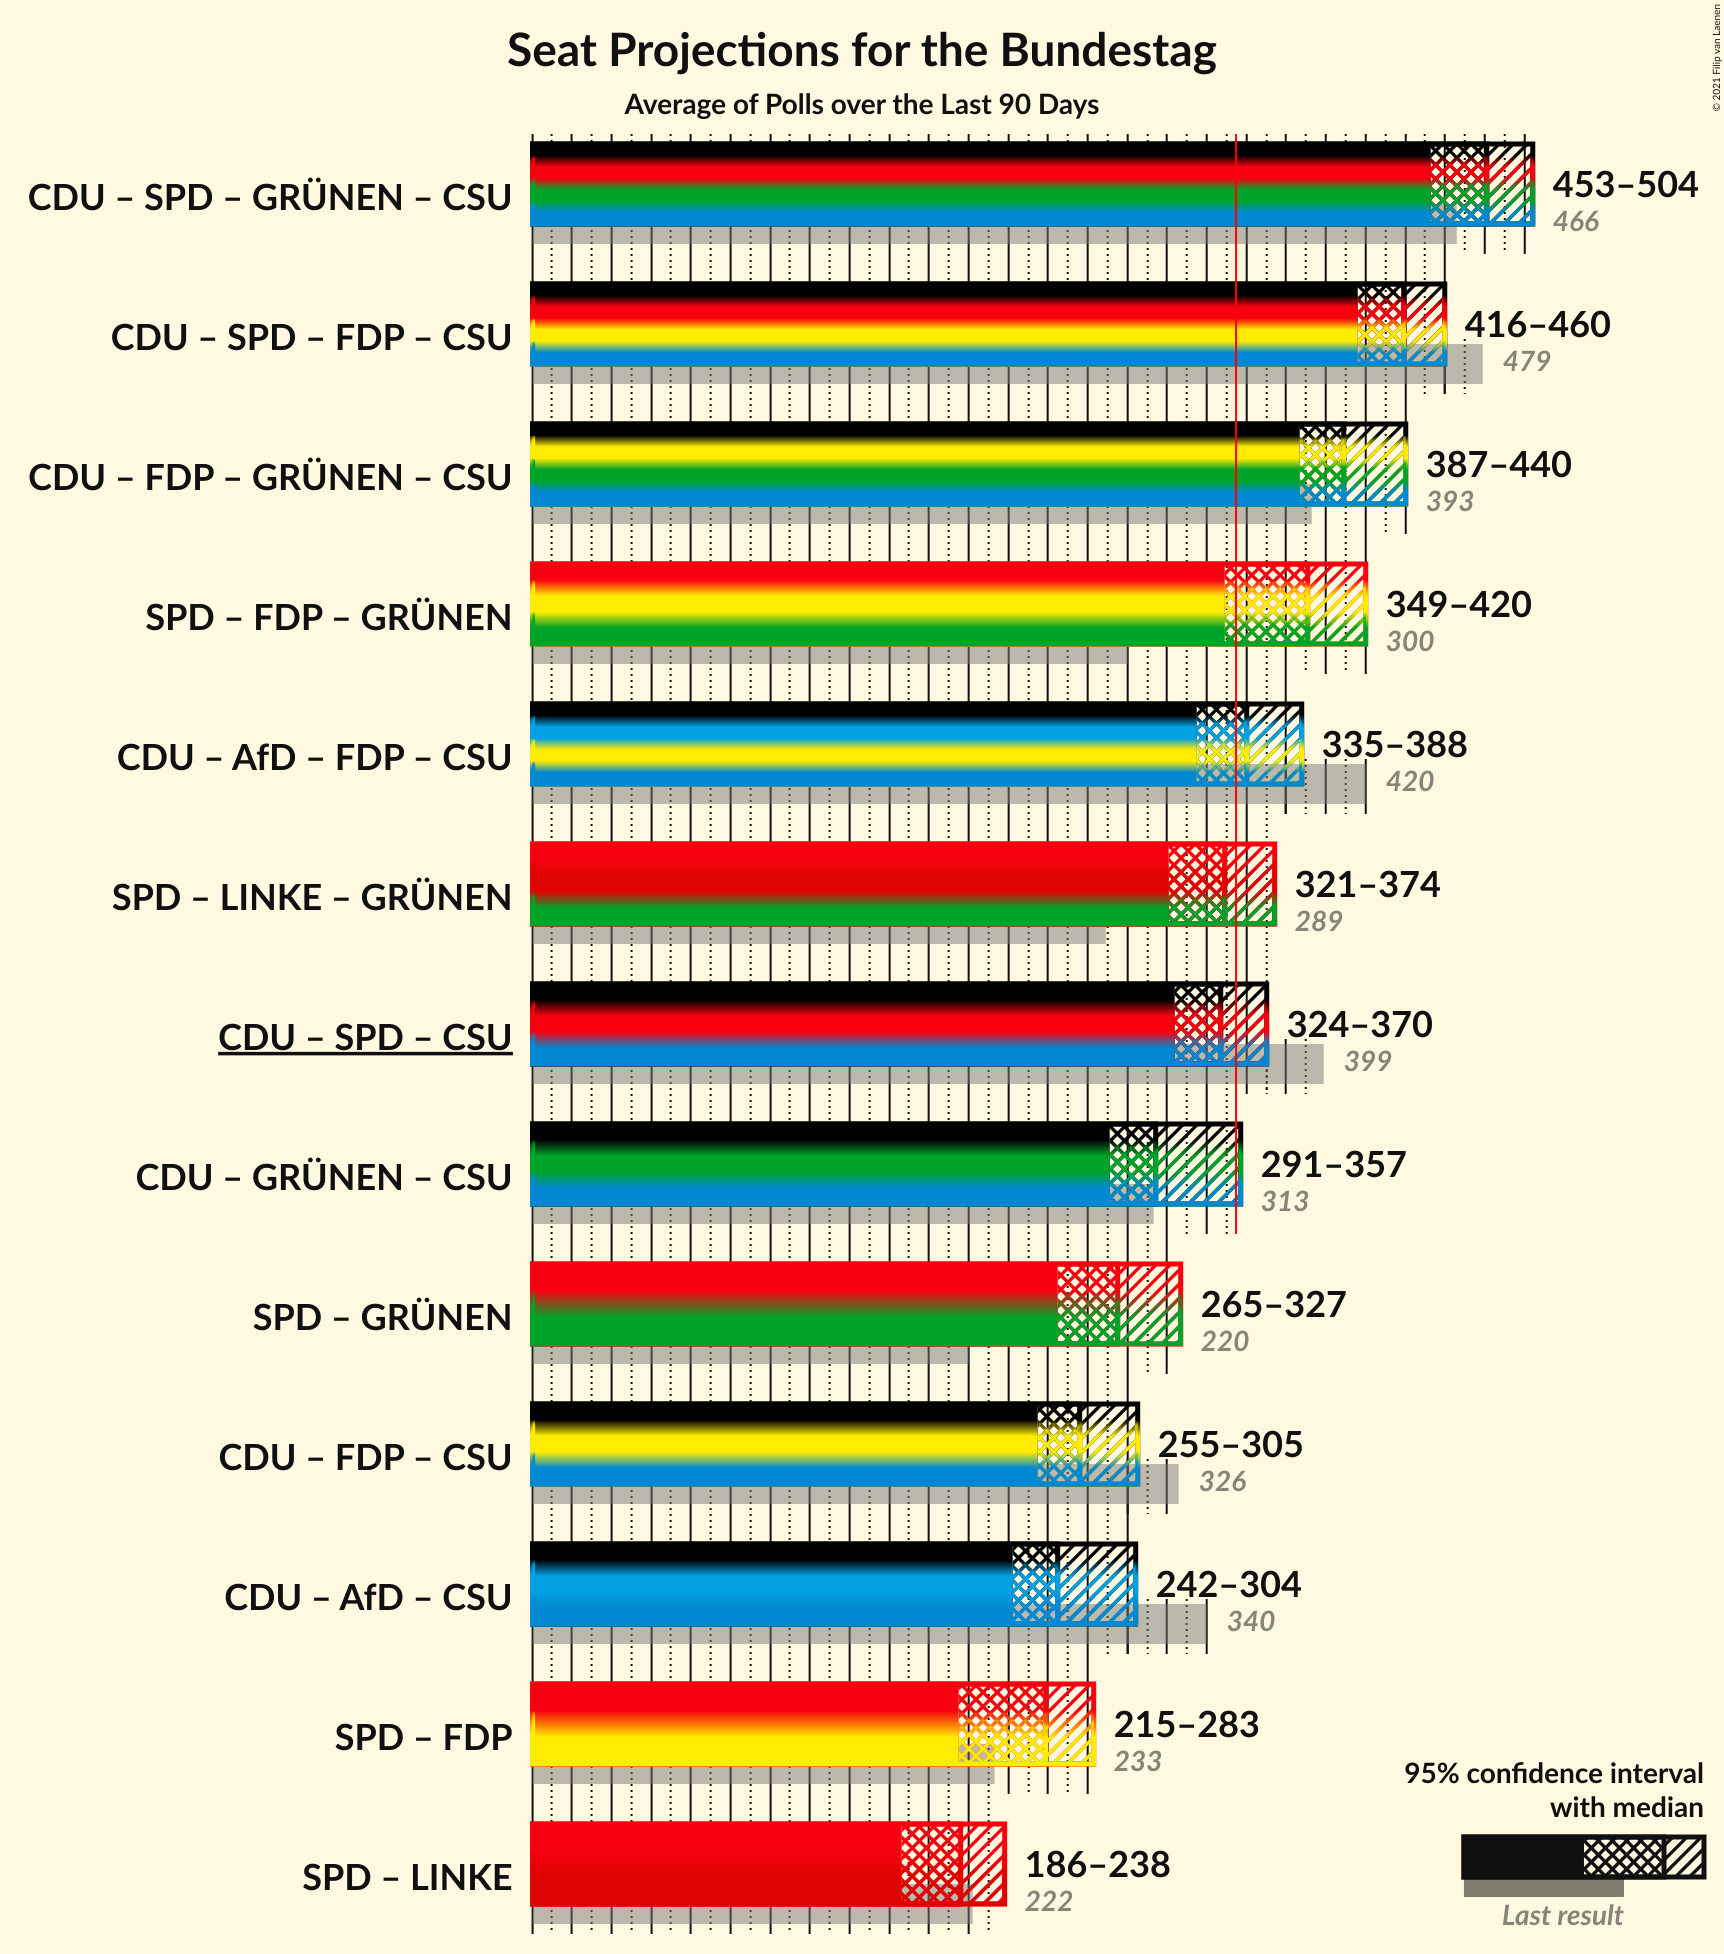 Seat Projections for the Bundestag
Average of Polls over the Last 90 Days
© 2021 Filip van Laenen
CDU – SPD – GRÜNEN – CSU
453–504
466
CDU – SPD – FDP – CSU
416–460
479
CDU – FDP – GRÜNEN – CSU
387–440
393
SPD – FDP – GRÜNEN
349–420
300
CDU – AfD – FDP – CSU
335–388
420
SPD – LINKE – GRÜNEN
321–374
289
CDU – SPD – CSU
324–370
399
CDU – GRÜNEN – CSU
291–357
313
SPD – GRÜNEN
265–327
220
CDU – FDP – CSU
255–305
326
CDU – AfD – CSU
242–304
340
SPD – FDP
215–283
233
SPD – LINKE
186–238
222
95% confidence interval
with median
Last result